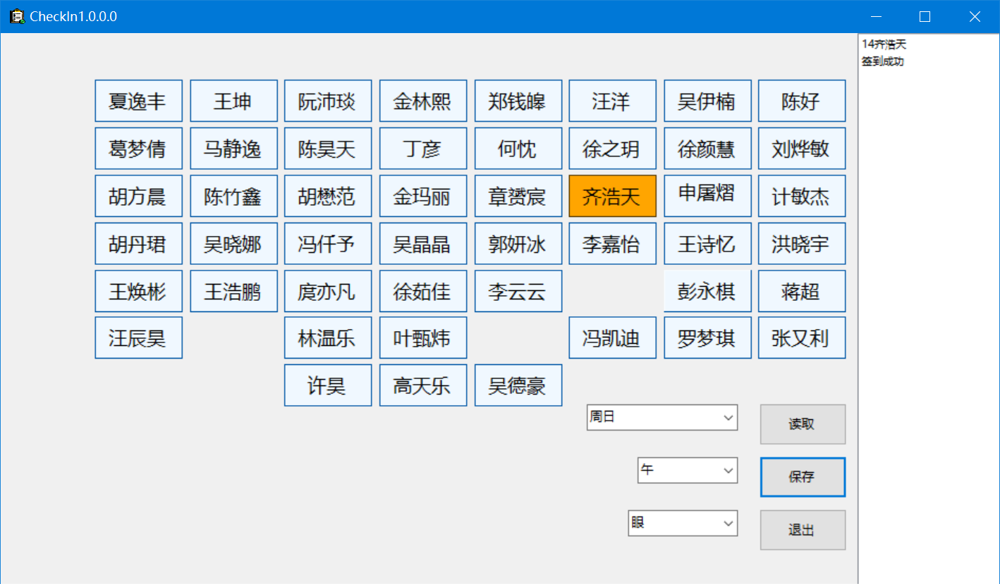 CheckIn1.0.0.0
14齐浩天
签到成功
夏逸丰 王坤 阮沛琰 金林熙 郑钱皞 汪洋 吴伊楠 陈好
葛梦倩 马静逸 陈昊天 丁彦 何忱 徐之玥 徐颜慧 刘烨敏
胡方晨 陈竹鑫 胡懋范 金玛丽 章赟宸 齐浩天 申屠熠 计敏杰
胡丹珺 吴晓娜 冯仟予 吴晶晶 郭妍冰 李嘉怡 王诗忆 洪晓宇
王焕彬 王浩鹏 庹亦凡 徐茹佳 李云云 彭永棋 蒋超
汪辰昊 林温乐 叶甄炜 冯凯迪 罗梦琪 张又利
许昊 高天乐 吴德豪
周日 读取
午 保存
眼 退出